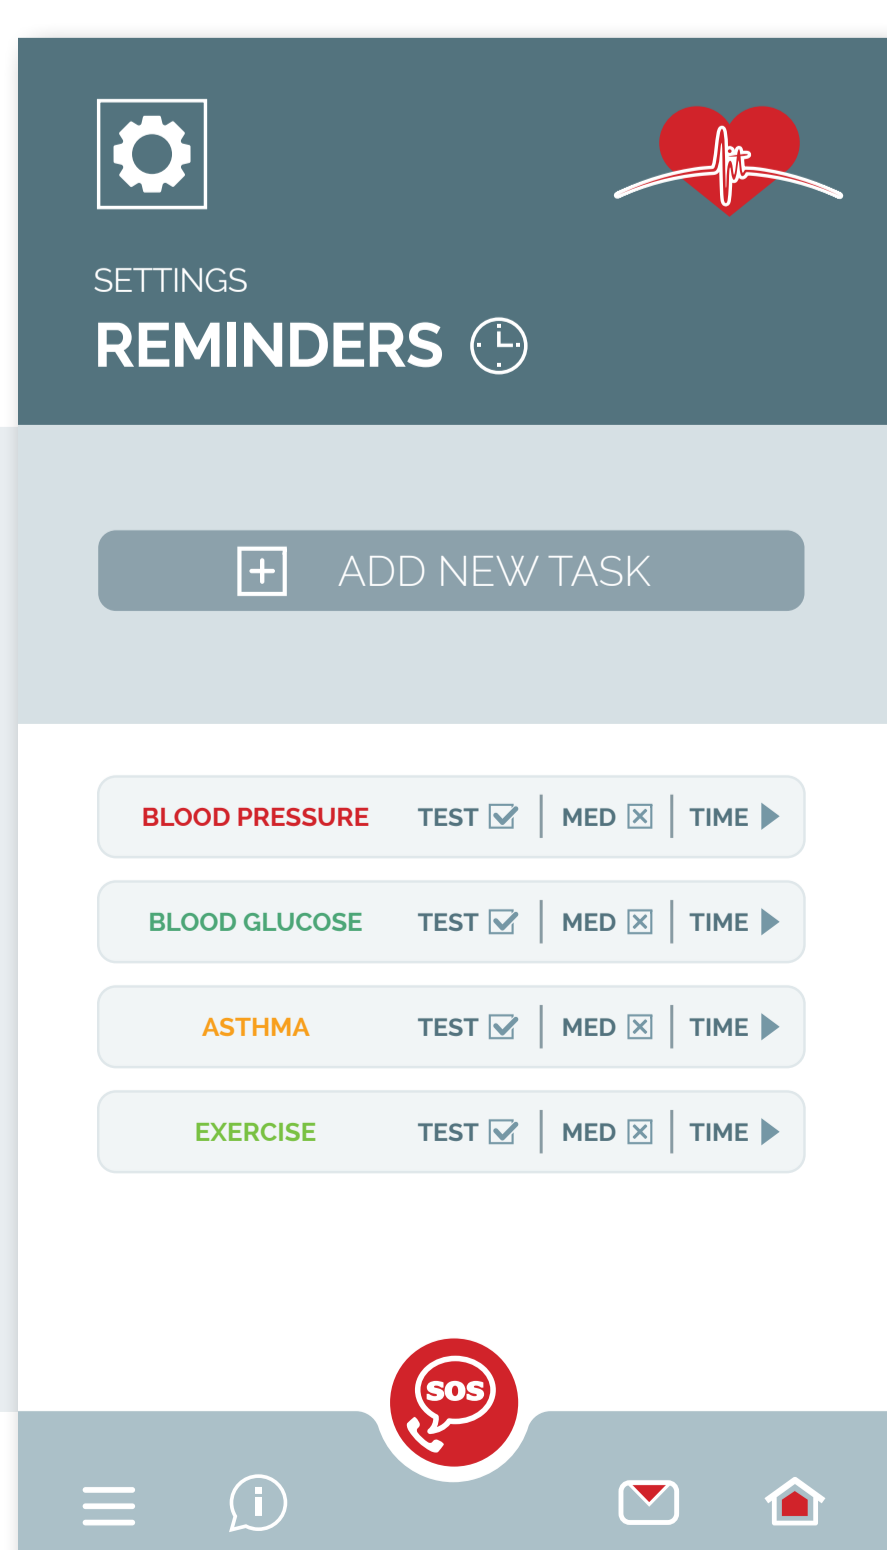 SETTINGS
REMINDERS
ADD NEW TASK
BLOOD PRESSURE TEST MED TIME
BLOOD GLUCOSE TEST MED TIME
ASTHMA TEST MED TIME
EXERCISE TEST MED TIME
SOS